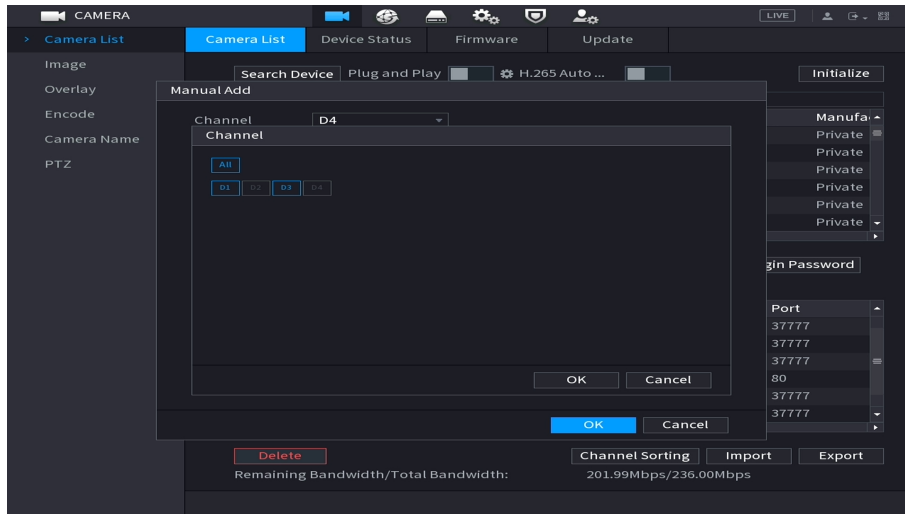 CAMERA LIVE
> Camera List Camera List Device Status Firmware Update
Image
Search Device Plug and Play H.265 Auto ... Initialize
Overlay
Manual Add
Encode
Channel D4
Manufa
Channel
Camera Name
Private
Private
PTZ
All
Private
D1 D2 D3 D4
Private
Private
Private
gin Password
Port
37777
37777
37777
OK Cancel
80
37777
37777
OK Cancel
Delete Channel Sorting Import Export
Remaining Bandwidth/Total Bandwidth: 201.99Mbps/236.00Mbps